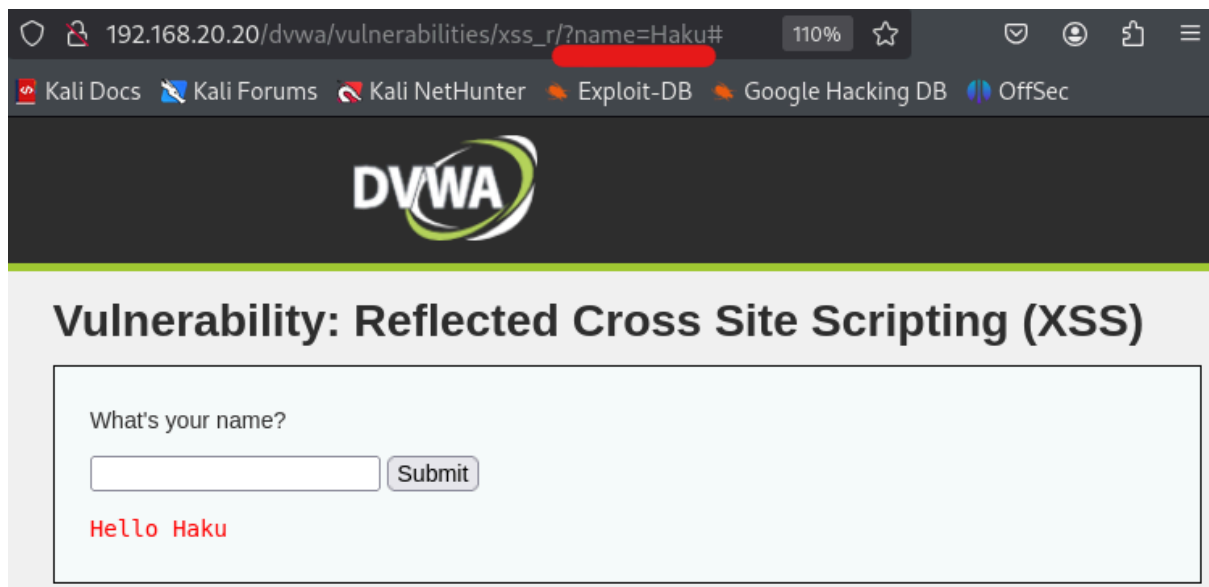 192.168.20.20/dvwa/vulnerabilities/xss_r/?name=Haku# 110%
Kali Docs Kali Forums Kali NetHunter Exploit-DB Google Hacking DB OffSec
DVWA
Vulnerability: Reflected Cross Site Scripting (XSS)
What's your name?
Submit
Hello Haku